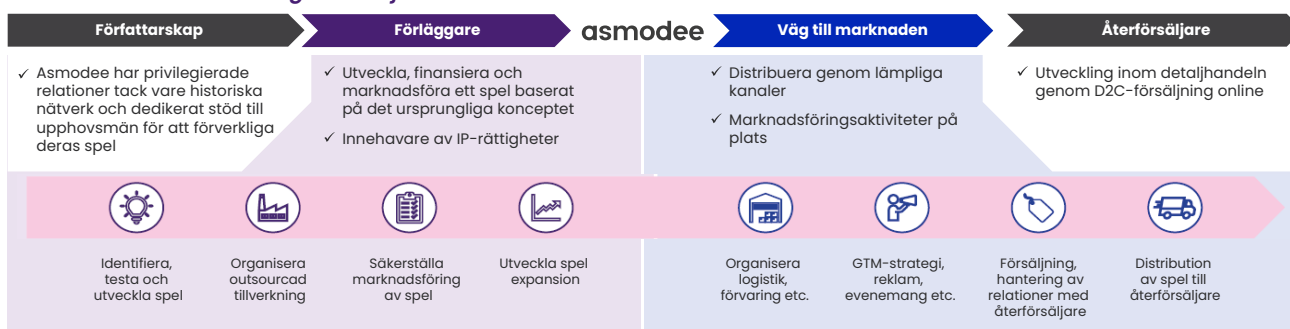 Författarskap
Förläggare
asmodee
Väg till marknaden
Återförsäljare
✓ Asmodee har privilegierade
relationer tack vare historiska
nätverk och dedikerat stöd till
upphovsmän för att förverkliga
deras spel
✓ Utveckla, finansiera och
marknadsföra ett spel baserat
på det ursprungliga konceptet
✓ Innehavare av IP-rättigheter
✓ Distribuera genom lämpliga
kanaler
✓ Marknadsföringsaktiviteter på
plats
✓ Utveckling inom detaljhandeln
genom D2C-försäljning online
Identifiera,
testa och
utveckla spel
Organisera
outsourcad
tillverkning
Säkerställa
marknadsföring
av spel
Utveckla spel
expansion
Organisera
logistik,
förvaring etc.
GTM-strategi,
reklam,
evenemang etc.
Försäljning,
hantering av
relationer med
återförsäljare
Distribution
av spel till
återförsäljare